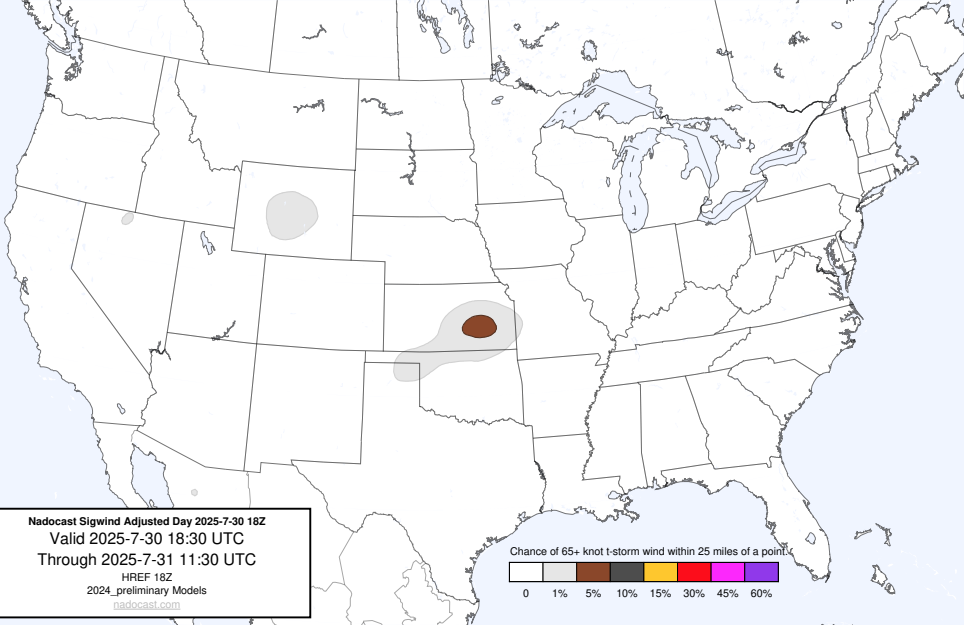 Nadocast Sigwind Adjusted Day 2025-7-30 18Z
Valid 2025-7-30 18:30 UTC
Through 2025-7-31 11:30 UTC
HREF 18Z
2024_preliminary Models
nadocast.com
Chance of 65+ knot t-storm wind within 25 miles of a point.
0 1% 5% 10% 15% 30% 45% 60%